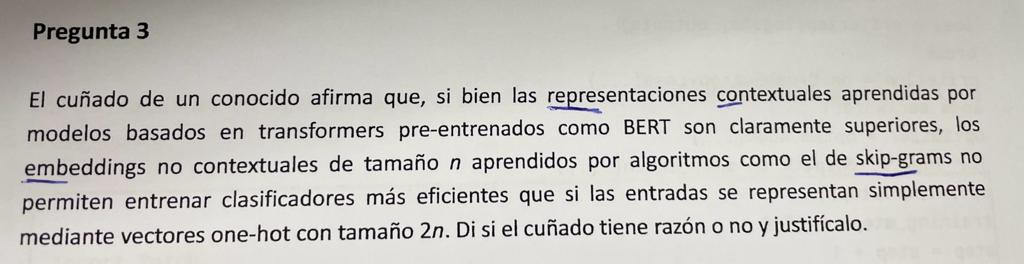 Pregunta 3
El cuñado de un conocido afirma que, si bien las representaciones contextuales aprendidas por
modelos basados en transformers pre-entrenados como BERT son claramente superiores, los
embeddings no contextuales de tamaño n aprendidos por algoritmos como el de skip-grams no
permiten entrenar clasificadores más eficientes que si las entradas se representan simplemente
mediante vectores one-hot con tamaño 2n. Di si el cuñado tiene razón o no y justifícalo.